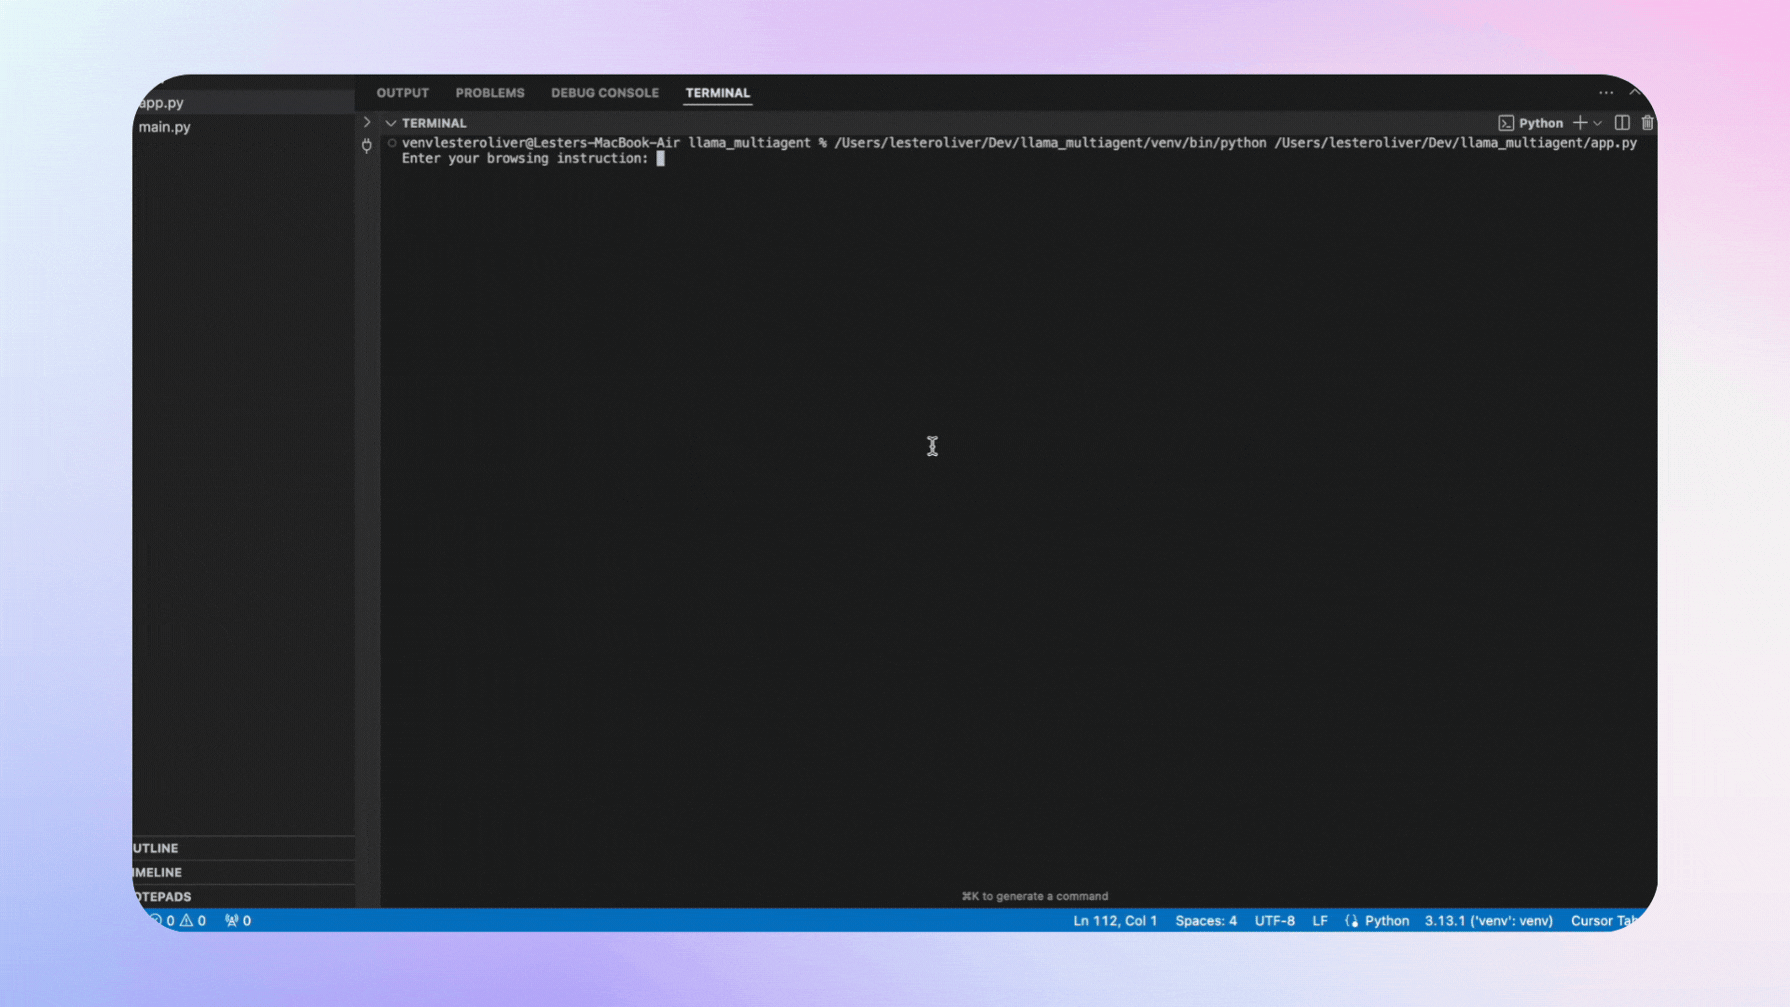 app.py
main.py
OUTPUT PROBLEMS DEBUG CONSOLE TERMINAL
TERMINAL
Python
venvlesteroliver@Lesters-MacBook-Air llama_multiagent % /Users/lesteroliver/Dev/llama_multiagent/venv/bin/python /Users/lesteroliver/Dev/llama_multiagent/app.py
Enter your browsing instruction:
UTLINE
IMELINE
OTEPADS
⌘K to generate a command
0 0 0
Ln 112, Col 1 Spaces: 4 UTF-8 LF Python 3.13.1 ('venv': venv) Cursor Tab